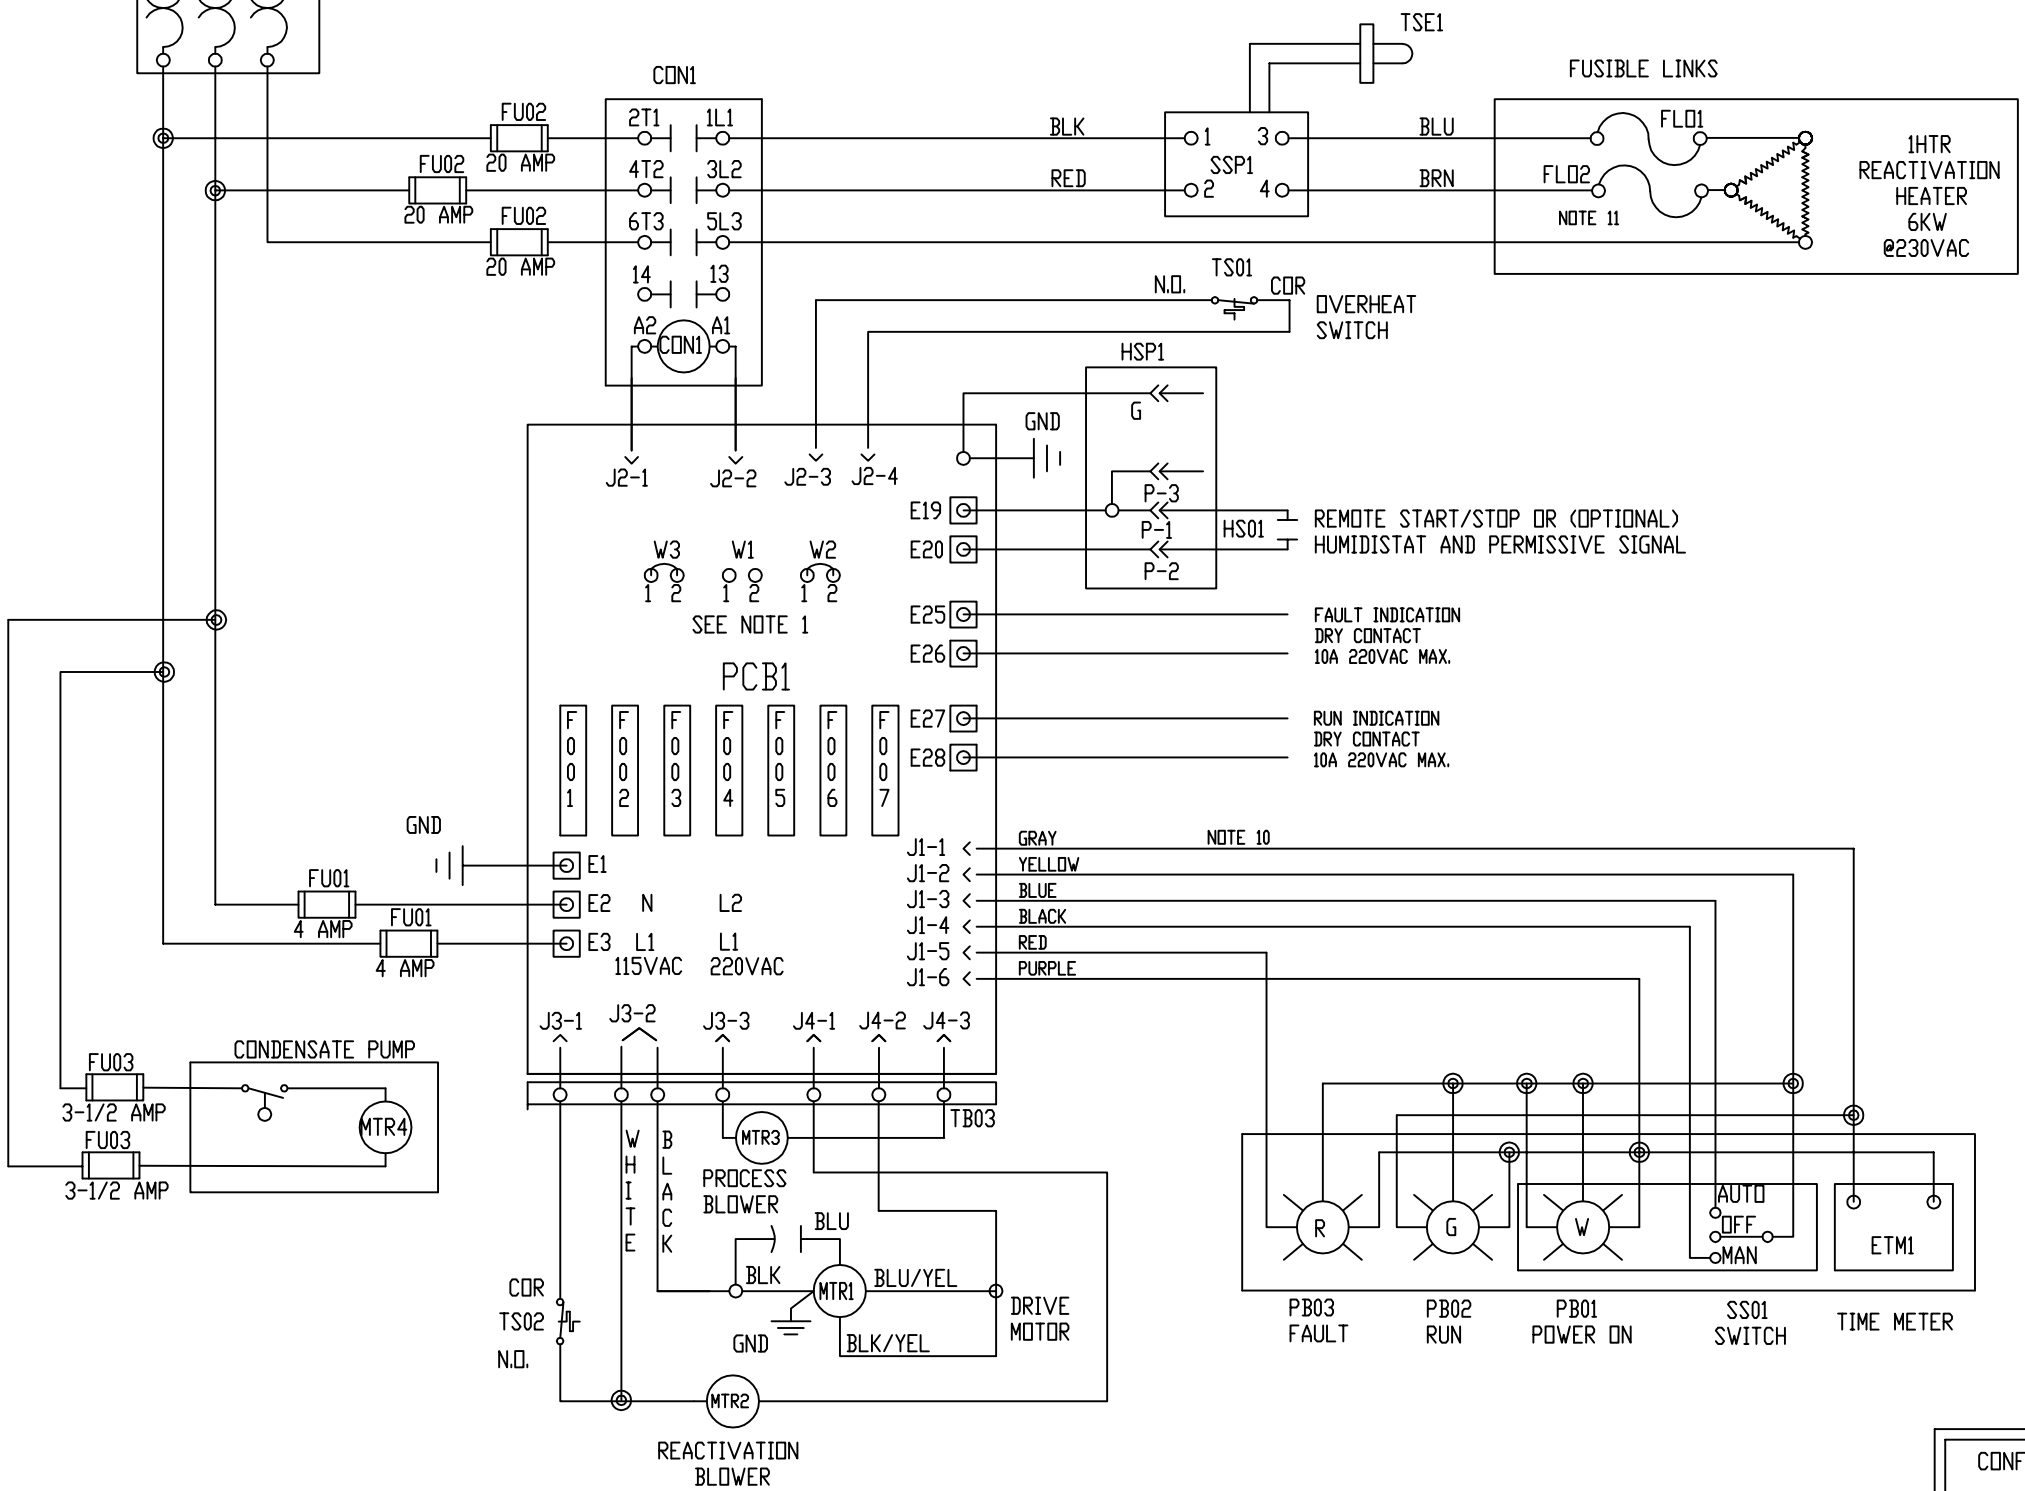 TSE1
CON1
FUSIBLE LINKS
FU02
20 AMP
2T1
1L1
BLK
1
3
BLU
FL01
FU02
20 AMP
4T2
3L2
RED
SSP1
2
4
BRN
FL02
NOTE 11
1HTR
REACTIVATION
HEATER
6KW
@230VAC
FU02
20 AMP
6T3
5L3
14
13
A2
CON1
A1
N.O.
TS01
COR
OVERHEAT
SWITCH
HSP1
G
GND
J2-1
J2-2
J2-3
J2-4
P-3
E19
P-1
HS01
REMOTE START/STOP OR (OPTIONAL)
HUMIDISTAT AND PERMISSIVE SIGNAL
E20
P-2
W3
W1
W2
1 2
1 2
1 2
SEE NOTE 1
E25
E26
FAULT INDICATION
DRY CONTACT
10A 220VAC MAX.
PCB1
F001
F002
F003
F004
F005
F006
F007
E27
E28
RUN INDICATION
DRY CONTACT
10A 220VAC MAX.
GND
E1
FU01
4 AMP
E2
N
L2
FU01
4 AMP
E3
L1
L1
115VAC
220VAC
J1-1
GRAY
NOTE 10
J1-2
YELLOW
J1-3
BLUE
J1-4
BLACK
J1-5
RED
J1-6
PURPLE
J3-1
J3-2
J3-3
J4-1
J4-2
J4-3
CONDENSATE PUMP
FU03
3-1/2 AMP
MTR4
FU03
3-1/2 AMP
TB03
WHITE
BLACK
MTR3
PROCESS
BLOWER
BLU
BLK
MTR1
BLU/YEL
BLK/YEL
GND
DRIVE
MOTOR
COR
TS02
N.O.
MTR2
REACTIVATION
BLOWER
R
G
W
AUTO
OFF
MAN
ETM1
PB03
FAULT
PB02
RUN
PB01
POWER ON
SS01
SWITCH
TIME METER
CONF